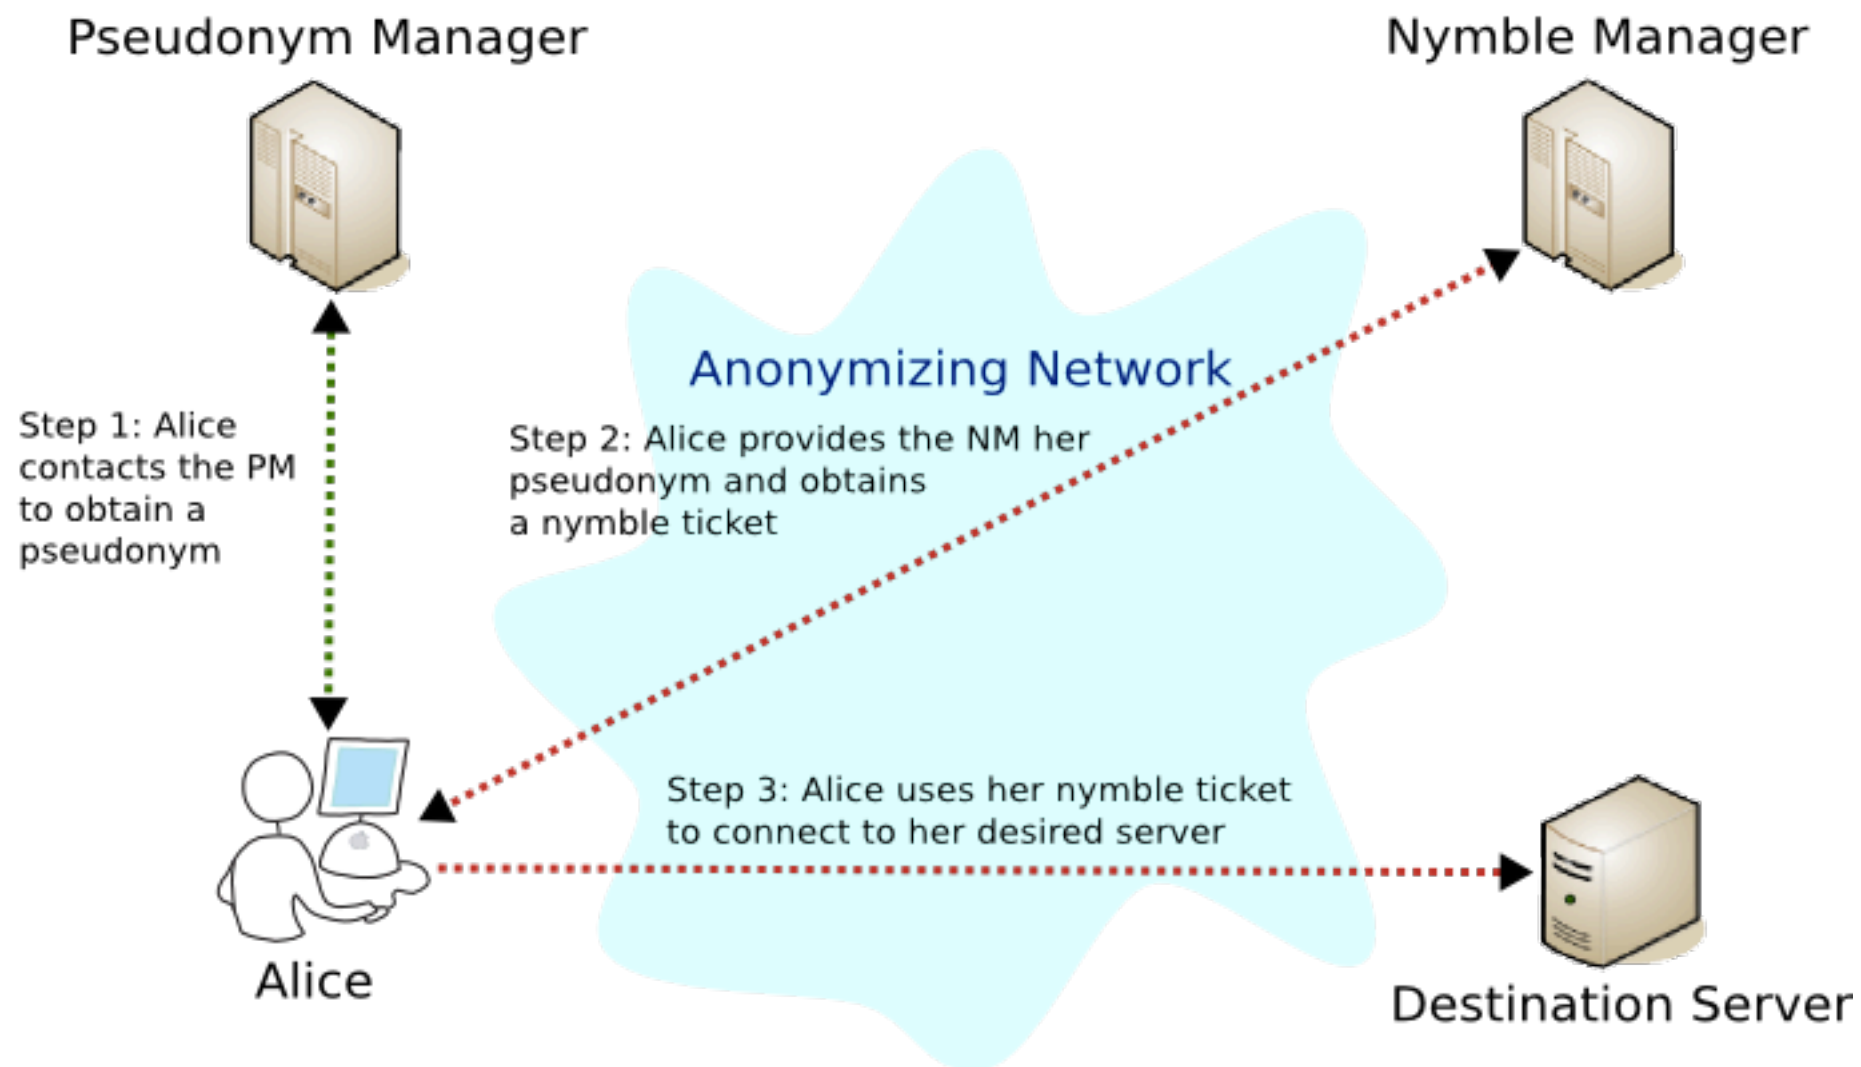 Pseudonym Manager
Nymble Manager
Anonymizing Network
Step 1: Alice
contacts the PM
to obtain a
pseudonym
Step 2: Alice provides the NM her
pseudonym and obtains
a nymble ticket
Step 3: Alice uses her nymble ticket
to connect to her desired server
Alice
Destination Server